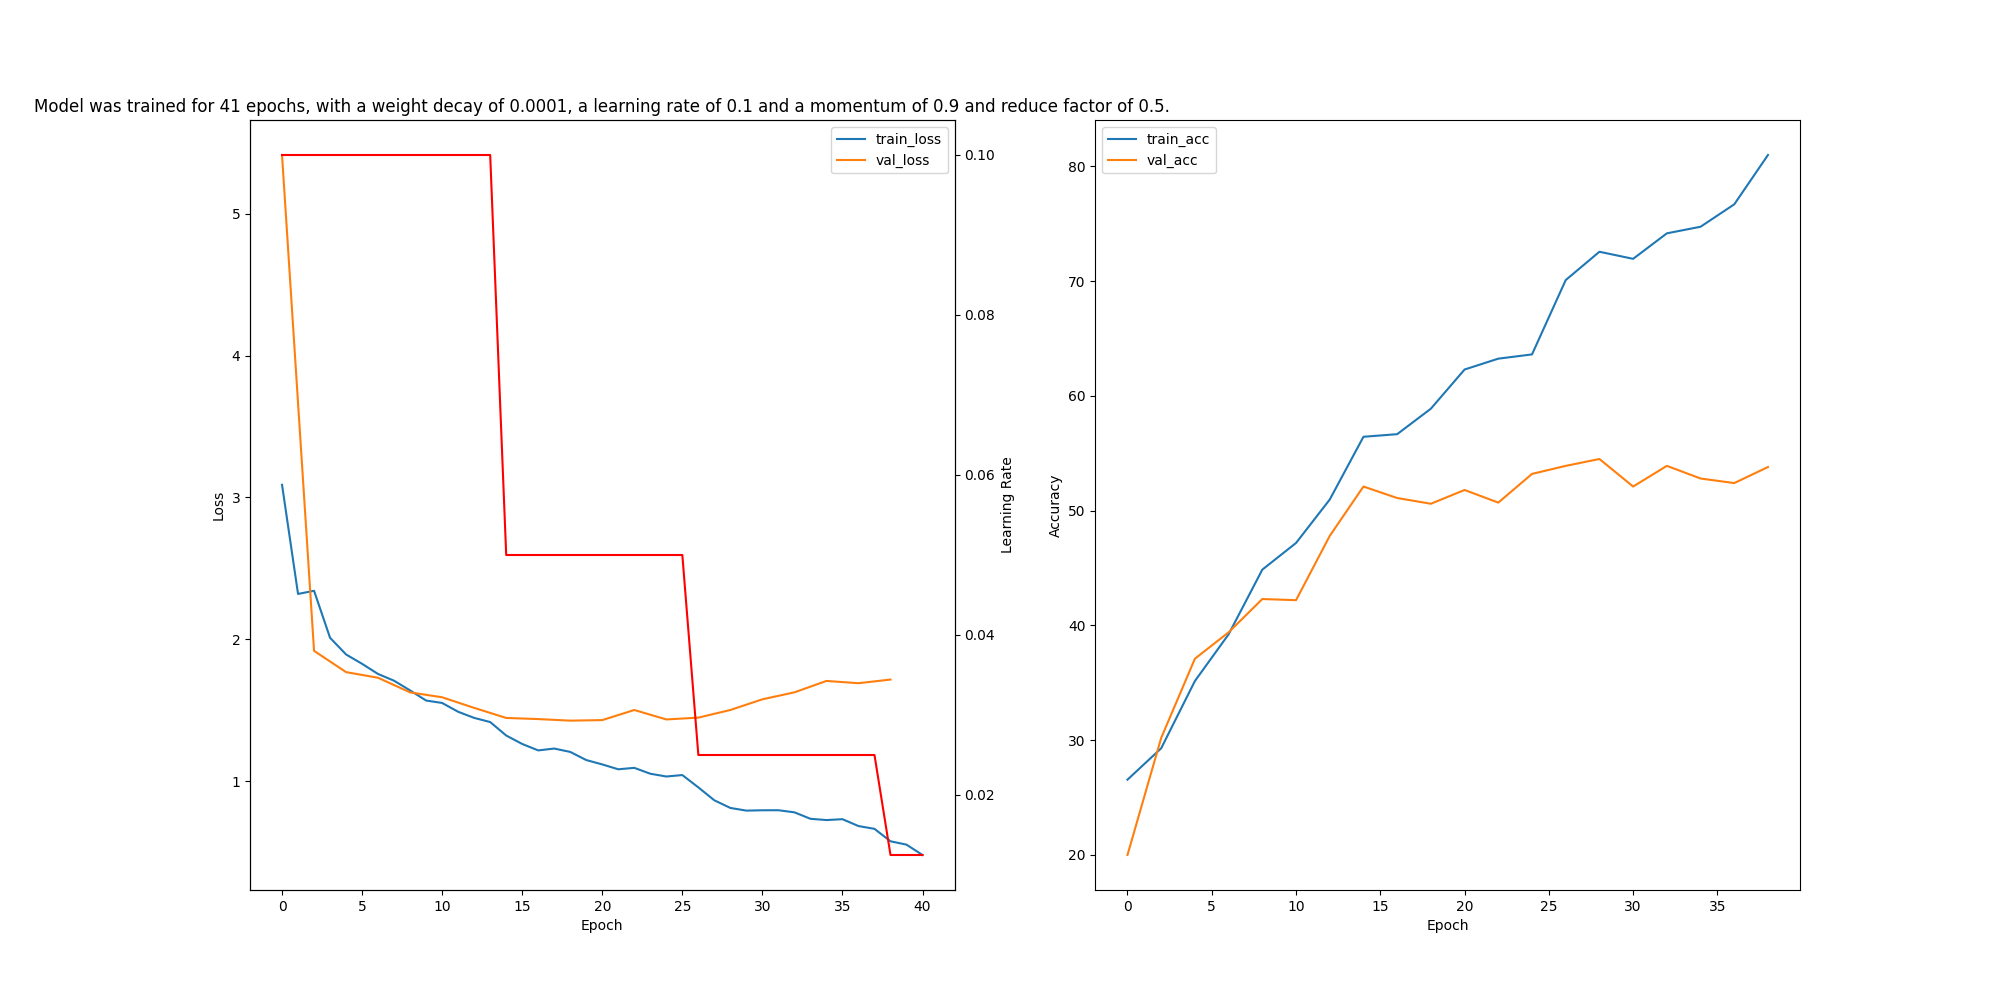 Model was trained for 41 epochs, with a weight decay of 0.0001, a learning rate of 0.1 and a momentum of 0.9 and reduce factor of 0.5.
train_loss
val_loss
5
4
3
2
1
Loss
0 5 10 15 20 25 30 35 40
Epoch
0.10
0.08
0.06
0.04
0.02
Learning Rate
train_acc
val_acc
80
70
60
50
40
30
20
Accuracy
0 5 10 15 20 25 30 35
Epoch